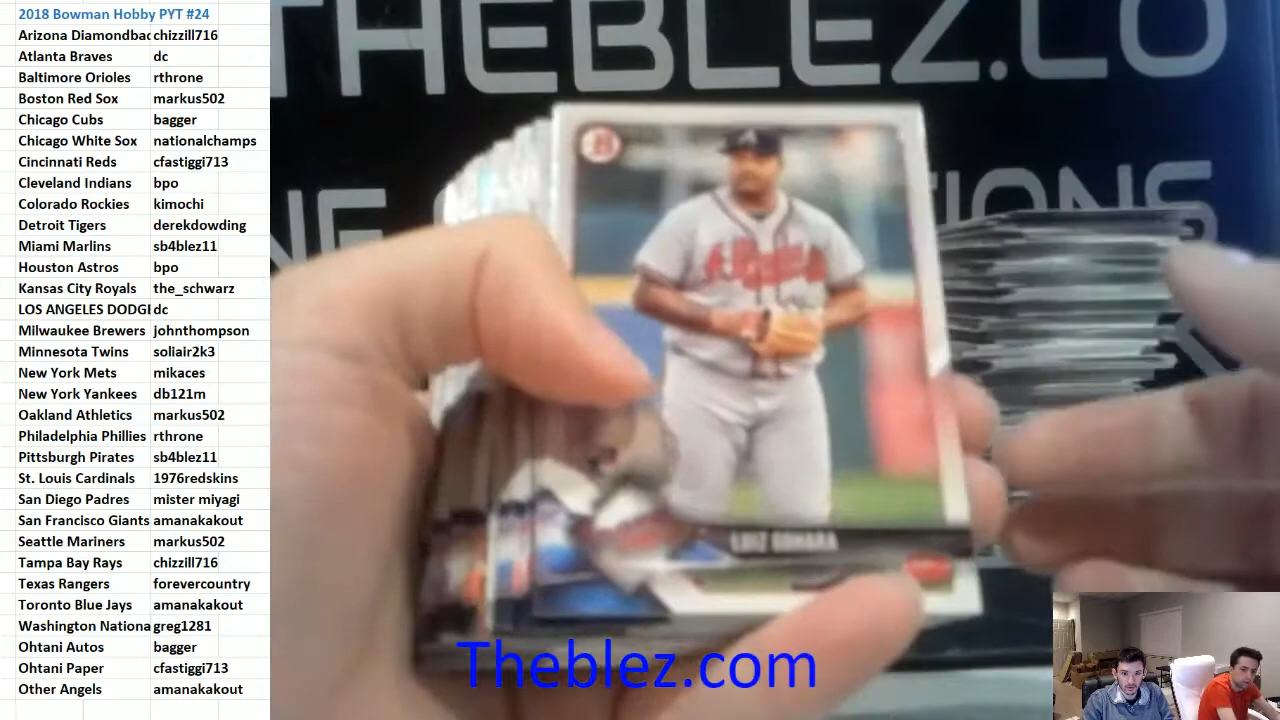 2018 Bowman Hobby PYT #24
Arizona Diamondbac chizzill716
Atlanta Braves dc
Baltimore Orioles rthrone
Boston Red Sox markus502
Chicago Cubs bagger
Chicago White Sox nationalchamps
Cincinnati Reds cfastiggi713
Cleveland Indians bpo
Colorado Rockies kimochi
Detroit Tigers derekdowding
Miami Marlins sb4blez11
Houston Astros bpo
Kansas City Royals the_schwarz
LOS ANGELES DODGI dc
Milwaukee Brewers johnthompson
Minnesota Twins soliair2k3
New York Mets mikaces
New York Yankees db121m
Oakland Athletics markus502
Philadelphia Phillies rthrone
Pittsburgh Pirates sb4blez11
St. Louis Cardinals 1976redskins
San Diego Padres mister miyagi
San Francisco Giants amanakakout
Seattle Mariners markus502
Tampa Bay Rays chizzill716
Texas Rangers forevercountry
Toronto Blue Jays amanakakout
Washington Nationa greg1281
Ohtani Autos bagger
Ohtani Paper cfastiggi713
Other Angels amanakakout
THEBLEZ.CO
LUIZ GOHARA
Theblez.com